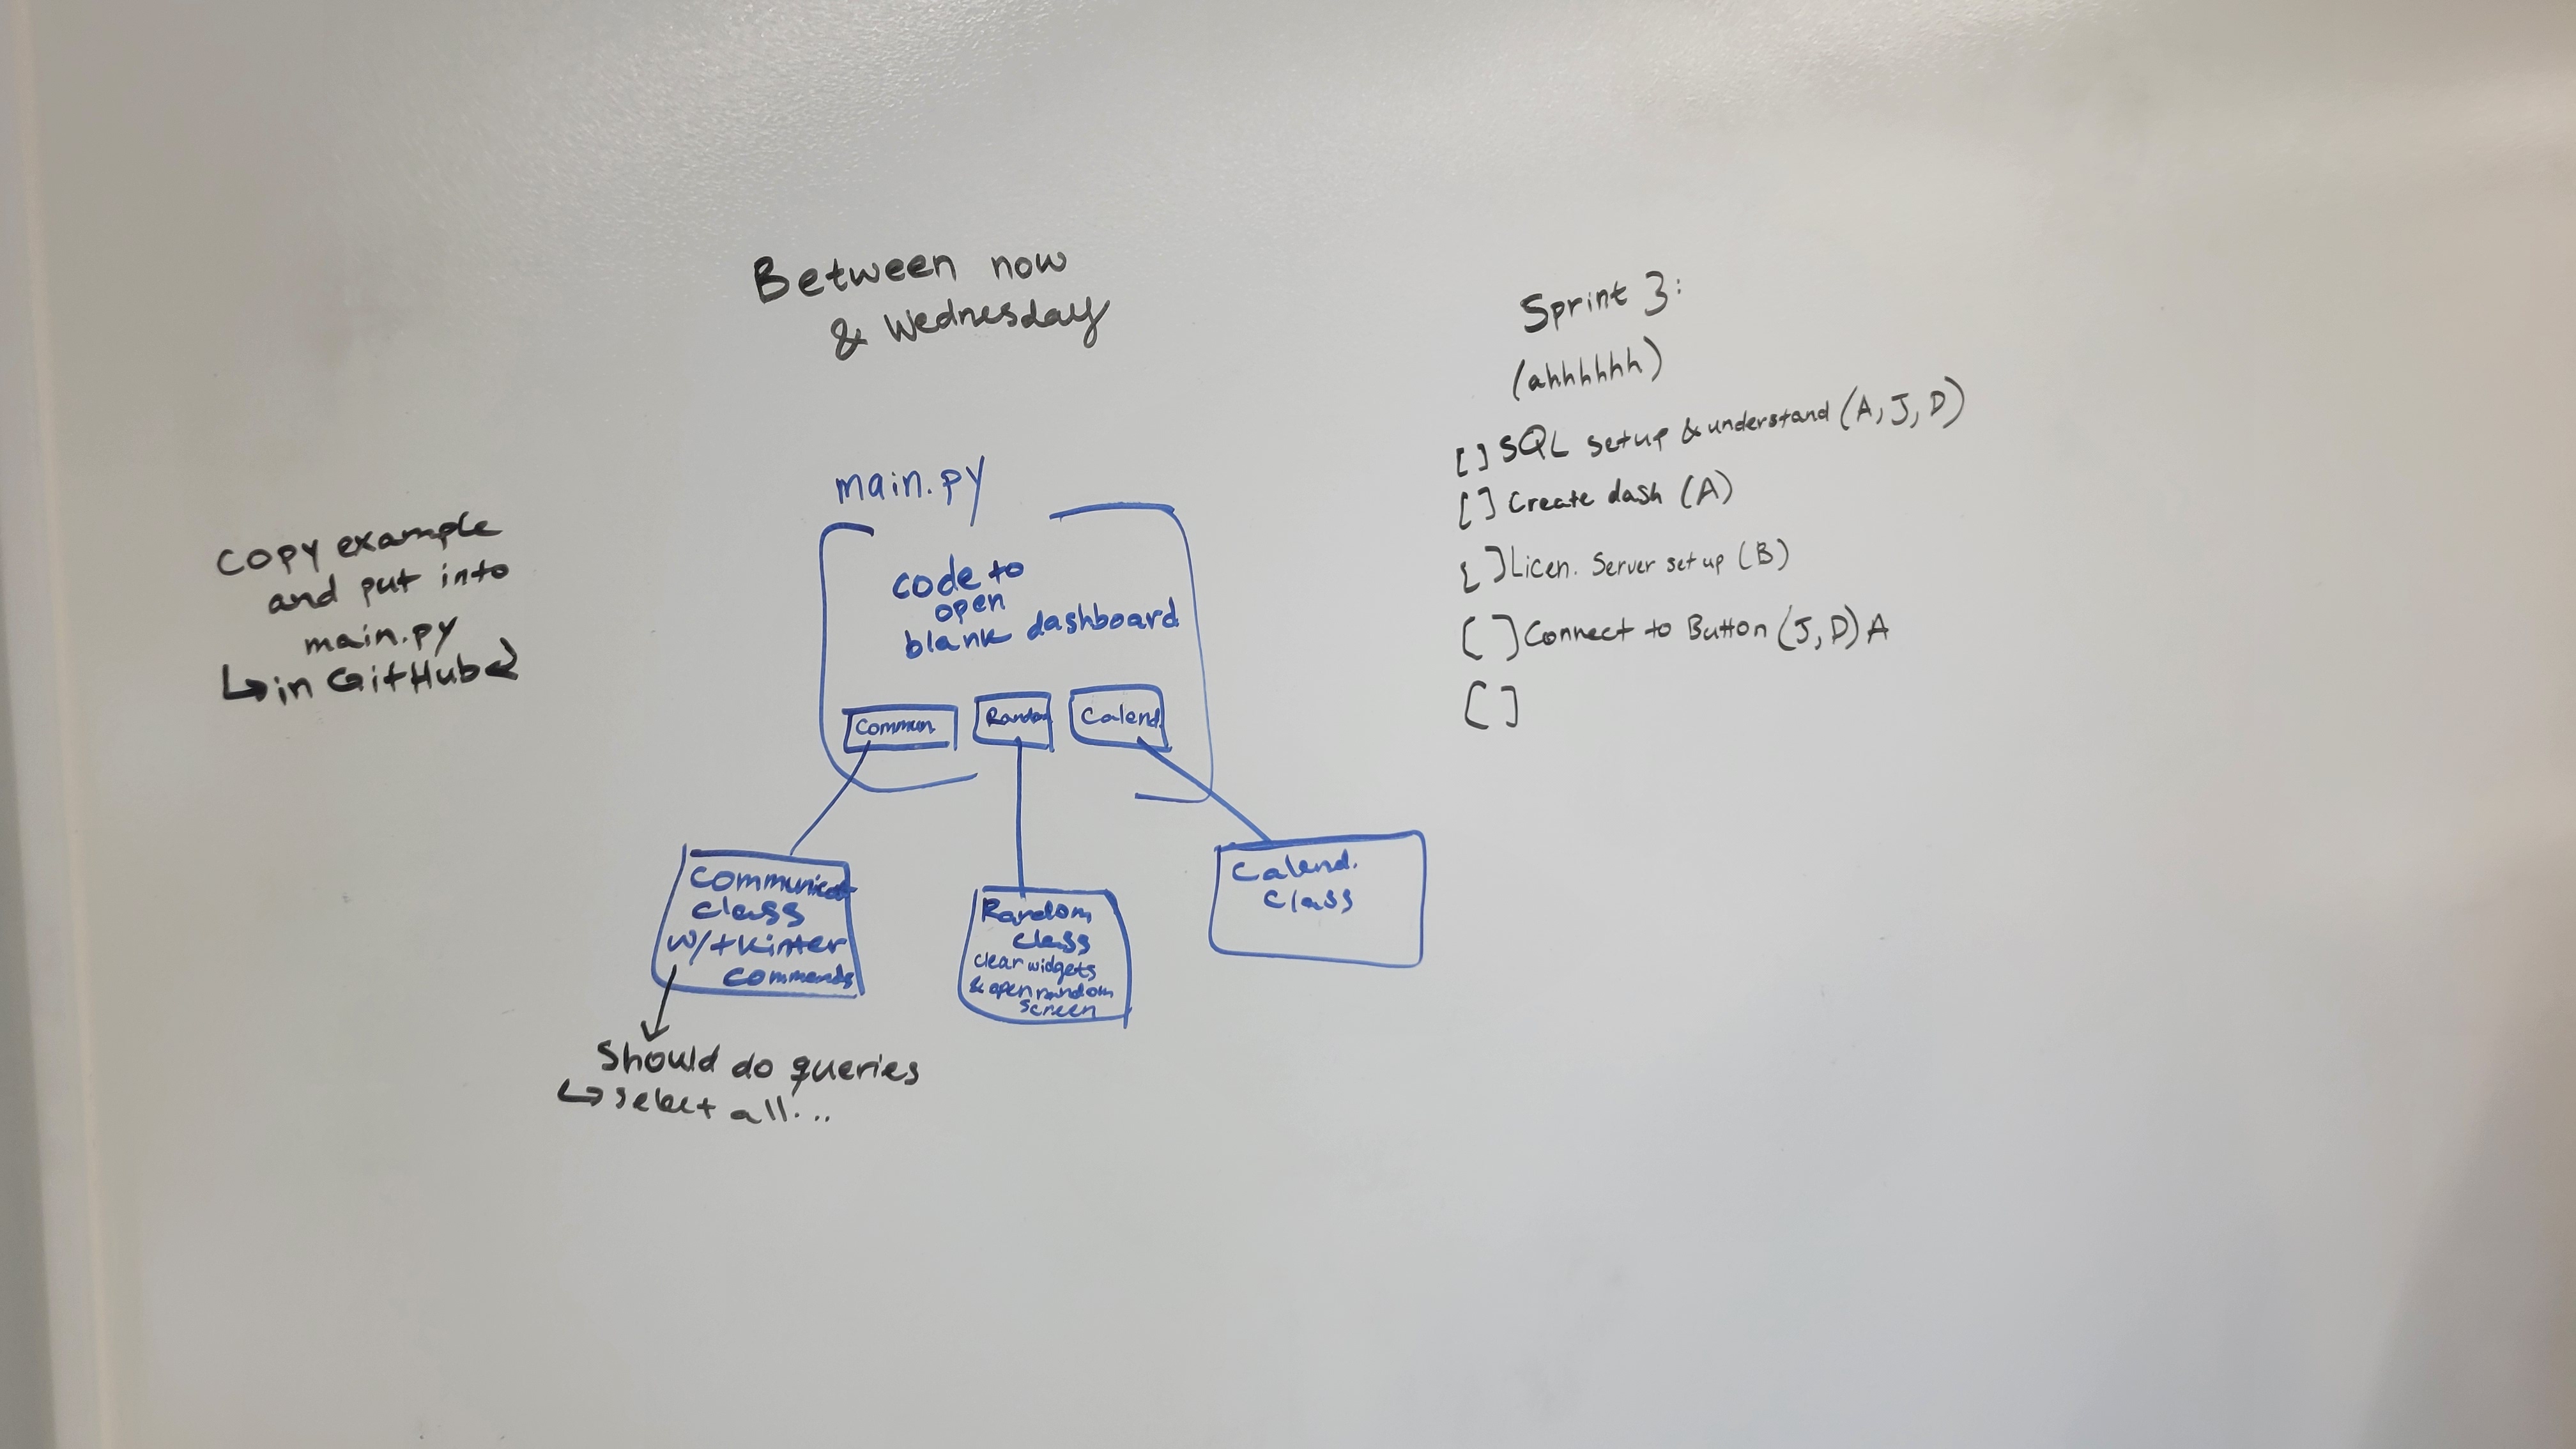 Between now
& Wednesday
Copy example
and put into
main.py
↳ in GitHub ↲
main.py
code to
open
blank dashboard
Commun.
Random
Calend.
Communicat
class
w/tkinter
commands
Should do queries
↳ select all...
Random
class
clear widgets
& open random
screen
Calend.
class
Sprint 3:
(ahhhhhh)
[ ] SQL setup & understand (A, J, D)
[ ] Create dash (A)
[ ] Licen. Server set up (B)
[ ] Connect to Button (J, D) A
[ ]